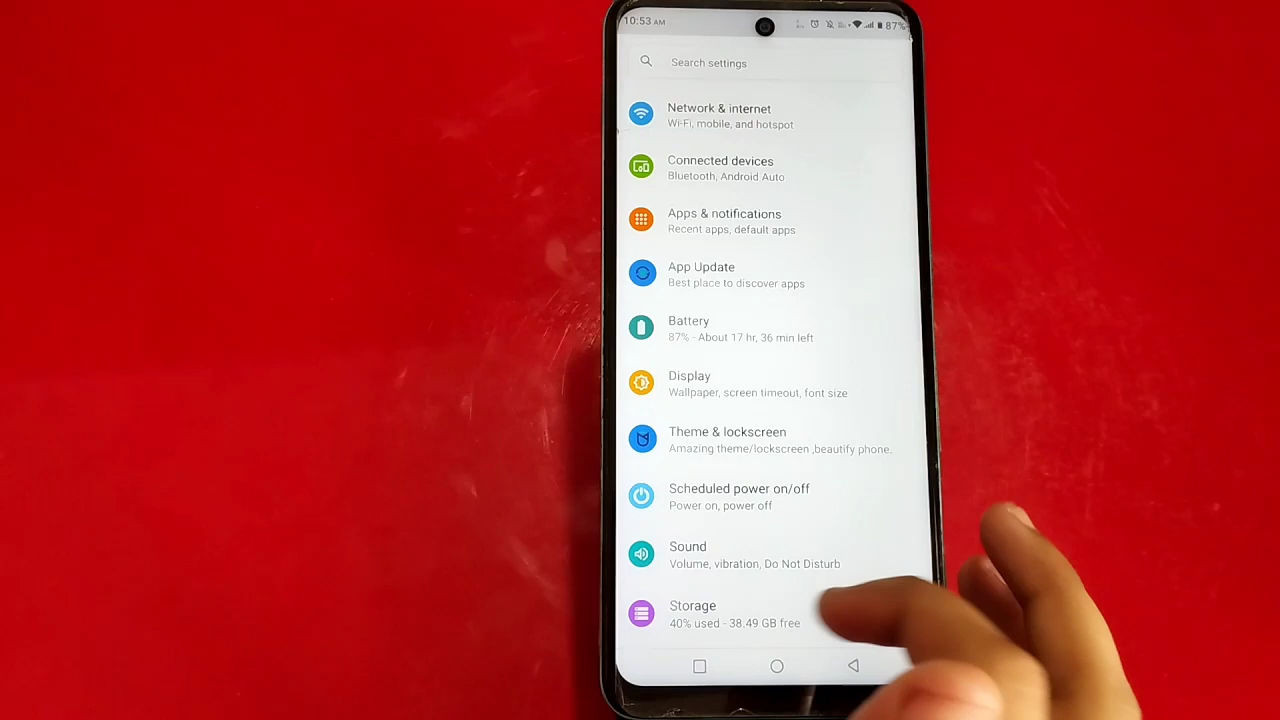 10:53 AM
87%
Search settings
Network & internet
Wi-Fi, mobile, and hotspot
Connected devices
Bluetooth, Android Auto
Apps & notifications
Recent apps, default apps
App Update
Best place to discover apps
Battery
87% - About 17 hr, 36 min left
Display
Wallpaper, screen timeout, font size
Theme & lockscreen
Amazing theme/lockscreen ,beautify phone.
Scheduled power on/off
Power on, power off
Sound
Volume, vibration, Do Not Disturb
Storage
40% used - 38.49 GB free